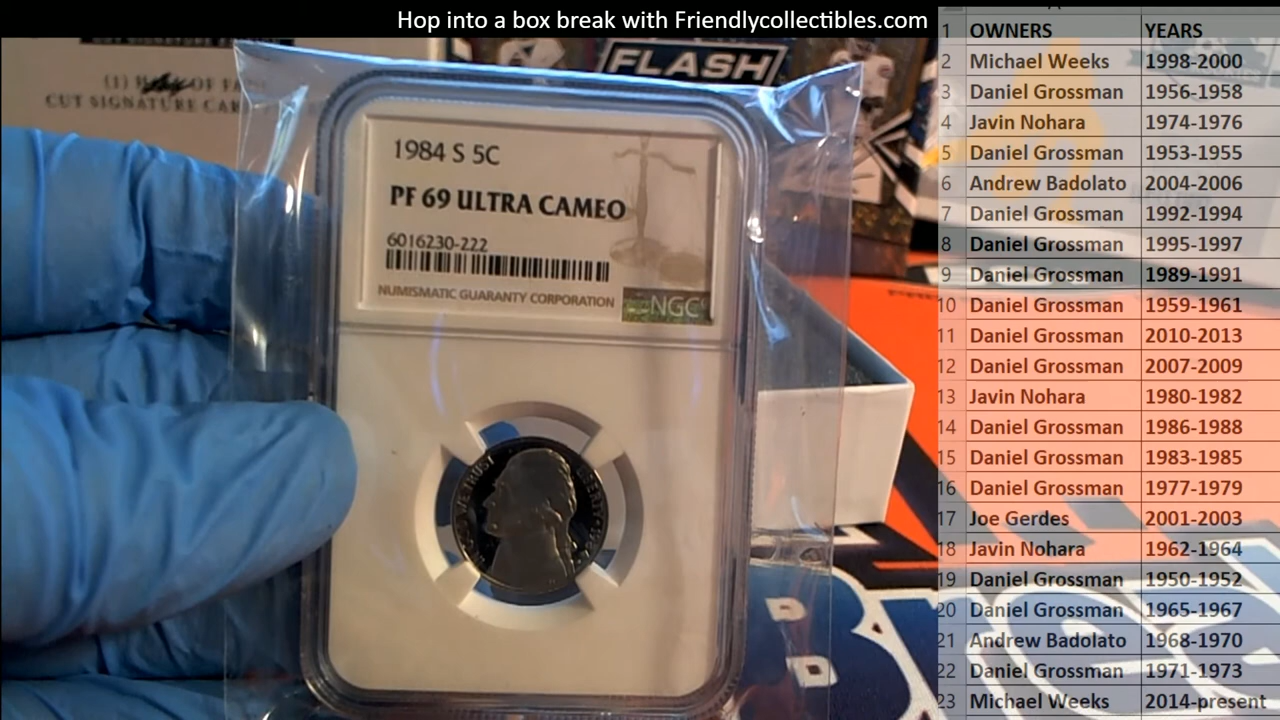 Hop into a box break with Friendlycollectibles.com
FLASH
CUT SIGNATURE CAR
1984 S 5C
PF 69 ULTRA CAMEO
6016230-222
NUMISMATIC GUARANTY CORPORATION
NGC
LIBERTY
1 OWNERS YEARS
2 Michael Weeks 1998-2000
3 Daniel Grossman 1956-1958
4 Javin Nohara 1974-1976
5 Daniel Grossman 1953-1955
6 Andrew Badolato 2004-2006
7 Daniel Grossman 1992-1994
8 Daniel Grossman 1995-1997
9 Daniel Grossman 1989-1991
10 Daniel Grossman 1959-1961
11 Daniel Grossman 2010-2013
12 Daniel Grossman 2007-2009
13 Javin Nohara 1980-1982
14 Daniel Grossman 1986-1988
15 Daniel Grossman 1983-1985
16 Daniel Grossman 1977-1979
17 Joe Gerdes 2001-2003
18 Javin Nohara 1962-1964
19 Daniel Grossman 1950-1952
20 Daniel Grossman 1965-1967
21 Andrew Badolato 1968-1970
22 Daniel Grossman 1971-1973
23 Michael Weeks 2014-present